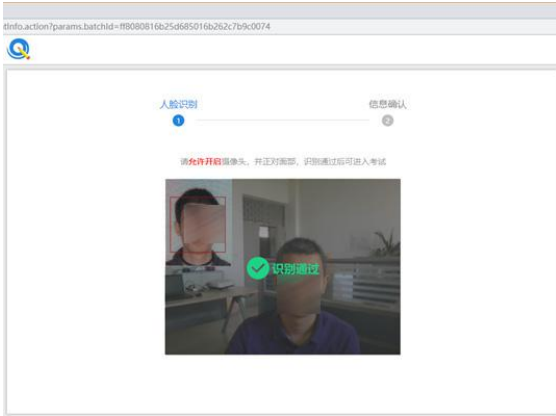 tInfo.action?params.batchId=ff8080816b25d685016b262c7b9c0074
人脸识别
信息确认
1
2
请允许开启摄像头，并正对面部，识别通过后可进入考试
识别通过